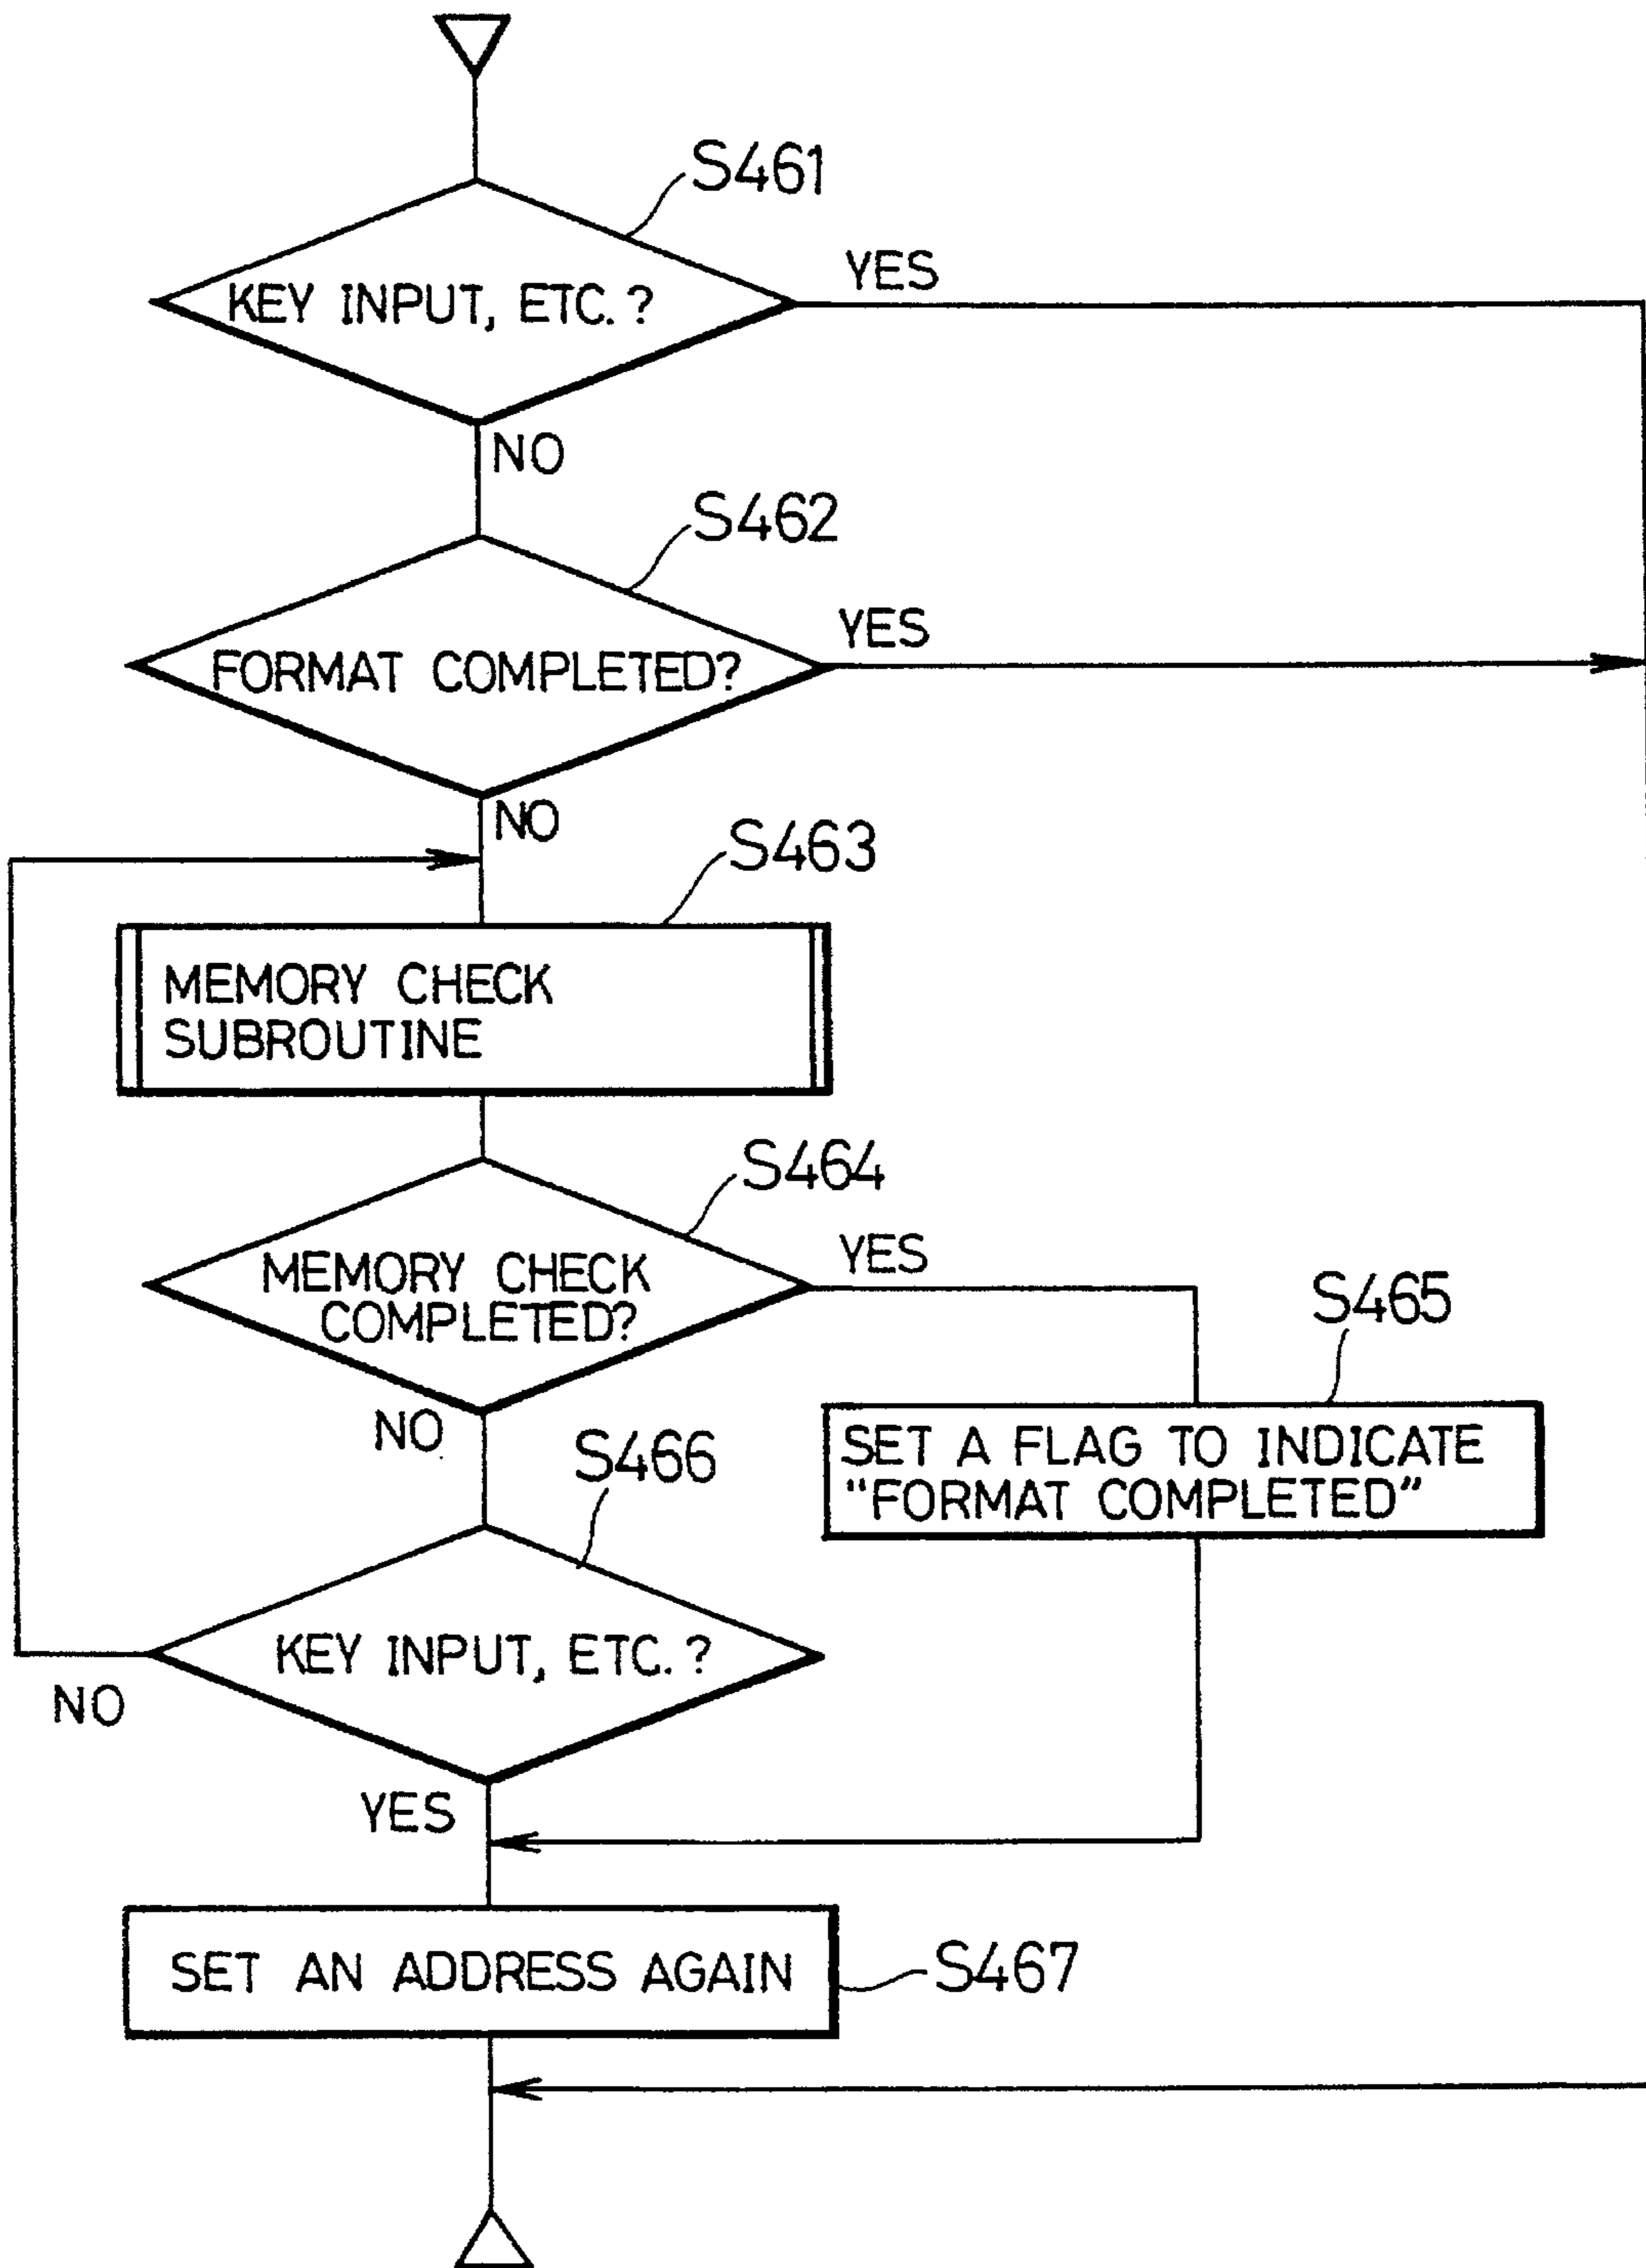 S461
KEY INPUT, ETC. ?
YES
NO
S462
FORMAT COMPLETED?
YES
NO
S463
MEMORY CHECK
SUBROUTINE
S464
MEMORY CHECK
COMPLETED?
YES
NO
S465
SET A FLAG TO INDICATE
"FORMAT COMPLETED"
S466
KEY INPUT, ETC. ?
NO
YES
SET AN ADDRESS AGAIN
S467